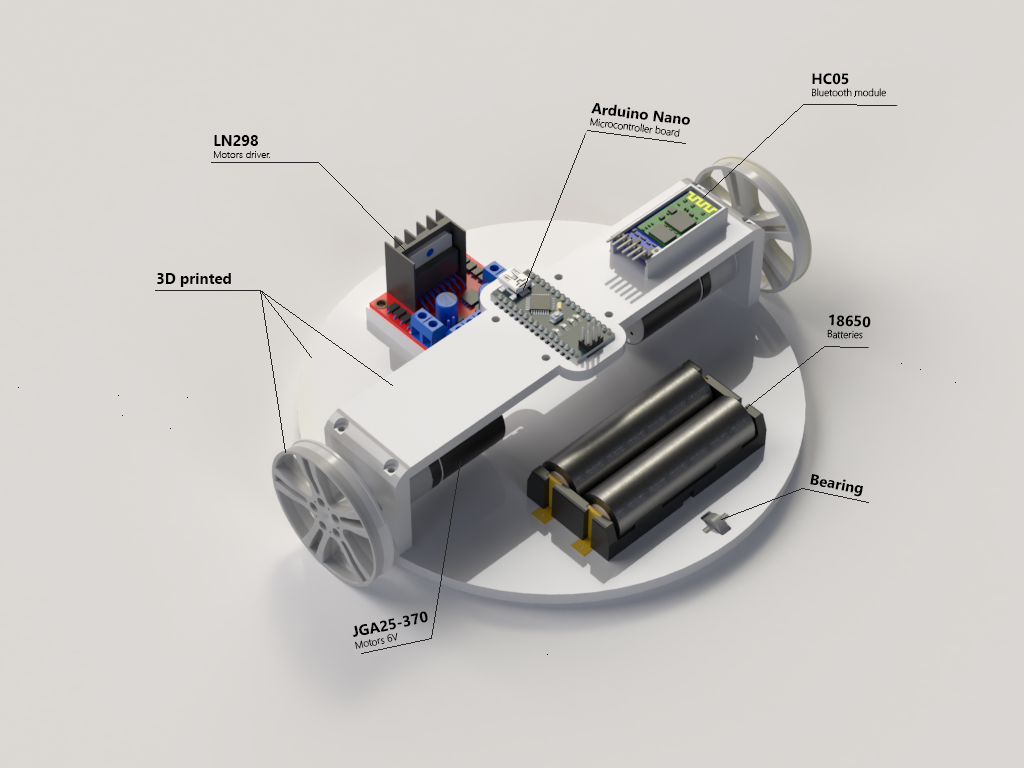 HC05
Bluetooth module
Arduino Nano
Microcontroller board
LN298
Motors driver.
3D printed
18650
Batteries
Bearing
JGA25-370
Motors 6V